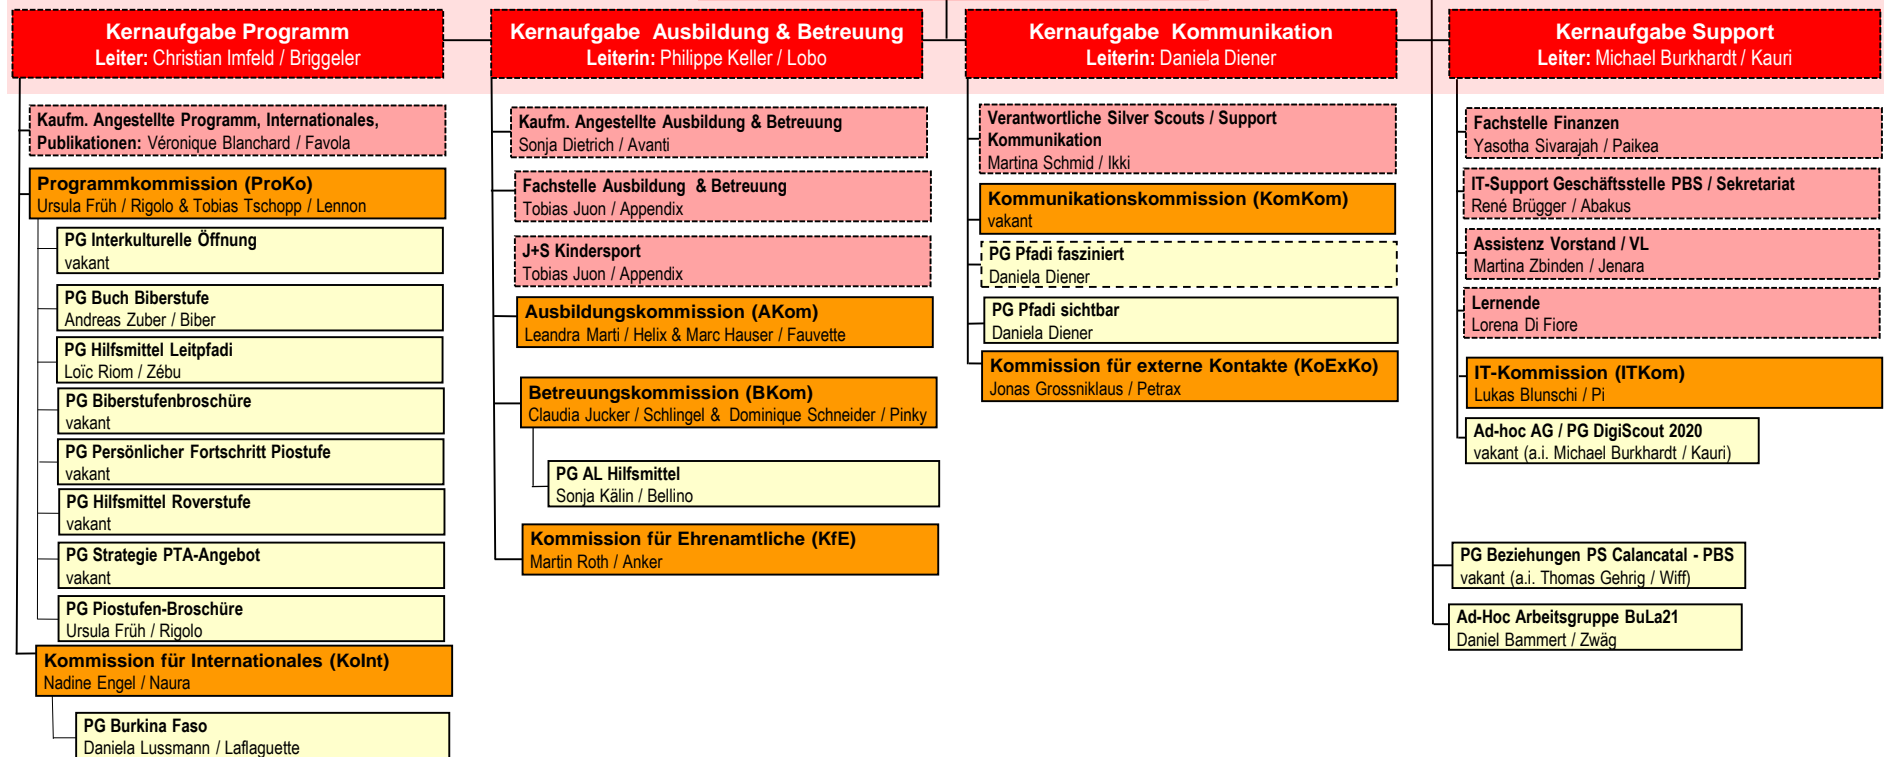 Kernaufgabe Programm
Leiter: Christian Imfeld / Briggeler
Kaufm. Angestellte Programm, Internationales,
Publikationen: Véronique Blanchard / Favola
Programmkommission (ProKo)
Ursula Früh / Rigolo & Tobias Tschopp / Lennon
PG Interkulturelle Öffnung
vakant
PG Buch Biberstufe
Andreas Zuber / Biber
PG Hilfsmittel Leitpfadi
Loïc Riom / Zébu
PG Biberstufenbroschüre
vakant
PG Persönlicher Fortschritt Piostufe
vakant
PG Hilfsmittel Roverstufe
vakant
PG Strategie PTA-Angebot
vakant
PG Piostufen-Broschüre
Ursula Früh / Rigolo
Kommission für Internationales (KoInt)
Nadine Engel / Naura
PG Burkina Faso
Daniela Lussmann / Laflaguette
Kernaufgabe Ausbildung & Betreuung
Leiterin: Philippe Keller / Lobo
Kaufm. Angestellte Ausbildung & Betreuung
Sonja Dietrich / Avanti
Fachstelle Ausbildung & Betreuung
Tobias Juon / Appendix
J+S Kindersport
Tobias Juon / Appendix
Ausbildungskommission (AKom)
Leandra Marti / Helix & Marc Hauser / Fauvette
Betreuungskommission (BKom)
Claudia Jucker / Schlingel & Dominique Schneider / Pinky
PG AL Hilfsmittel
Sonja Kälin / Bellino
Kommission für Ehrenamtliche (KfE)
Martin Roth / Anker
Kernaufgabe Kommunikation
Leiterin: Daniela Diener
Verantwortliche Silver Scouts / Support
Kommunikation
Martina Schmid / Ikki
Kommunikationskommission (KomKom)
vakant
PG Pfadi fasziniert
Daniela Diener
PG Pfadi sichtbar
Daniela Diener
Kommission für externe Kontakte (KoExKo)
Jonas Grossniklaus / Petrax
Kernaufgabe Support
Leiter: Michael Burkhardt / Kauri
Fachstelle Finanzen
Yasotha Sivarajah / Paikea
IT-Support Geschäftsstelle PBS / Sekretariat
René Brügger / Abakus
Assistenz Vorstand / VL
Martina Zbinden / Jenara
Lernende
Lorena Di Fiore
IT-Kommission (ITKom)
Lukas Blunschi / Pi
Ad-hoc AG / PG DigiScout 2020
vakant (a.i. Michael Burkhardt / Kauri)
PG Beziehungen PS Calancatal - PBS
vakant (a.i. Thomas Gehrig / Wiff)
Ad-Hoc Arbeitsgruppe BuLa21
Daniel Bammert / Zwäg